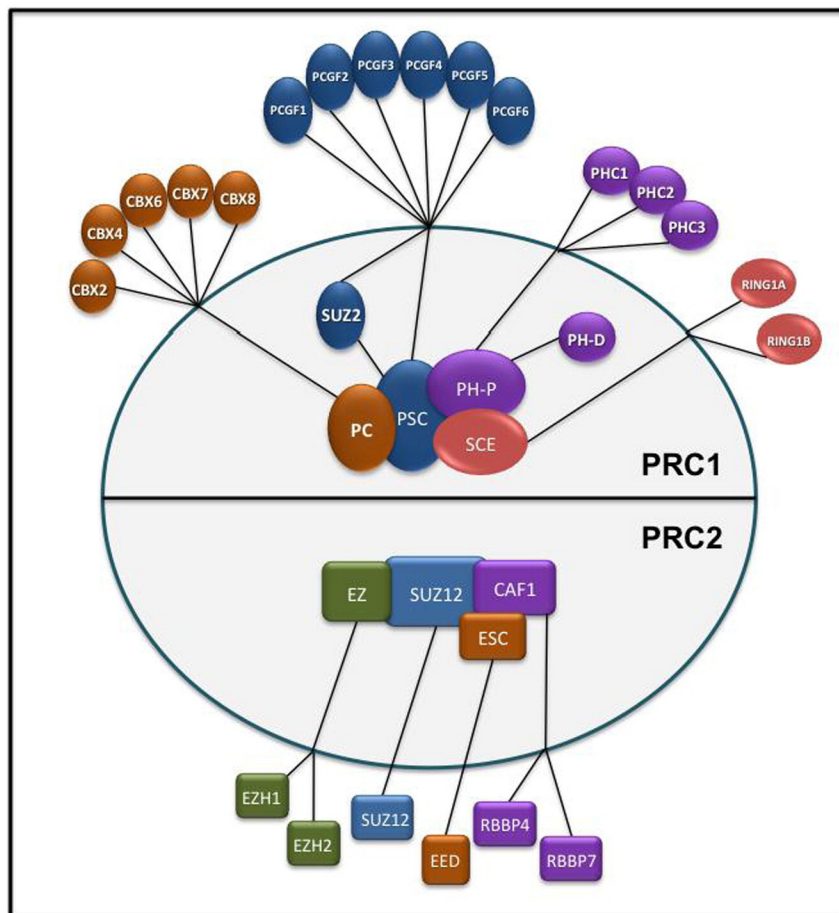 PCGF1
PCGF2
PCGF3
PCGF4
PCGF5
PCGF6
CBX2
CBX4
CBX6
CBX7
CBX8
PHC1
PHC2
PHC3
RING1A
RING1B
SUZ2
PH-D
PC
PSC
PH-P
SCE
PRC1
PRC2
EZ
SUZ12
CAF1
ESC
EZH1
EZH2
SUZ12
EED
RBBP4
RBBP7